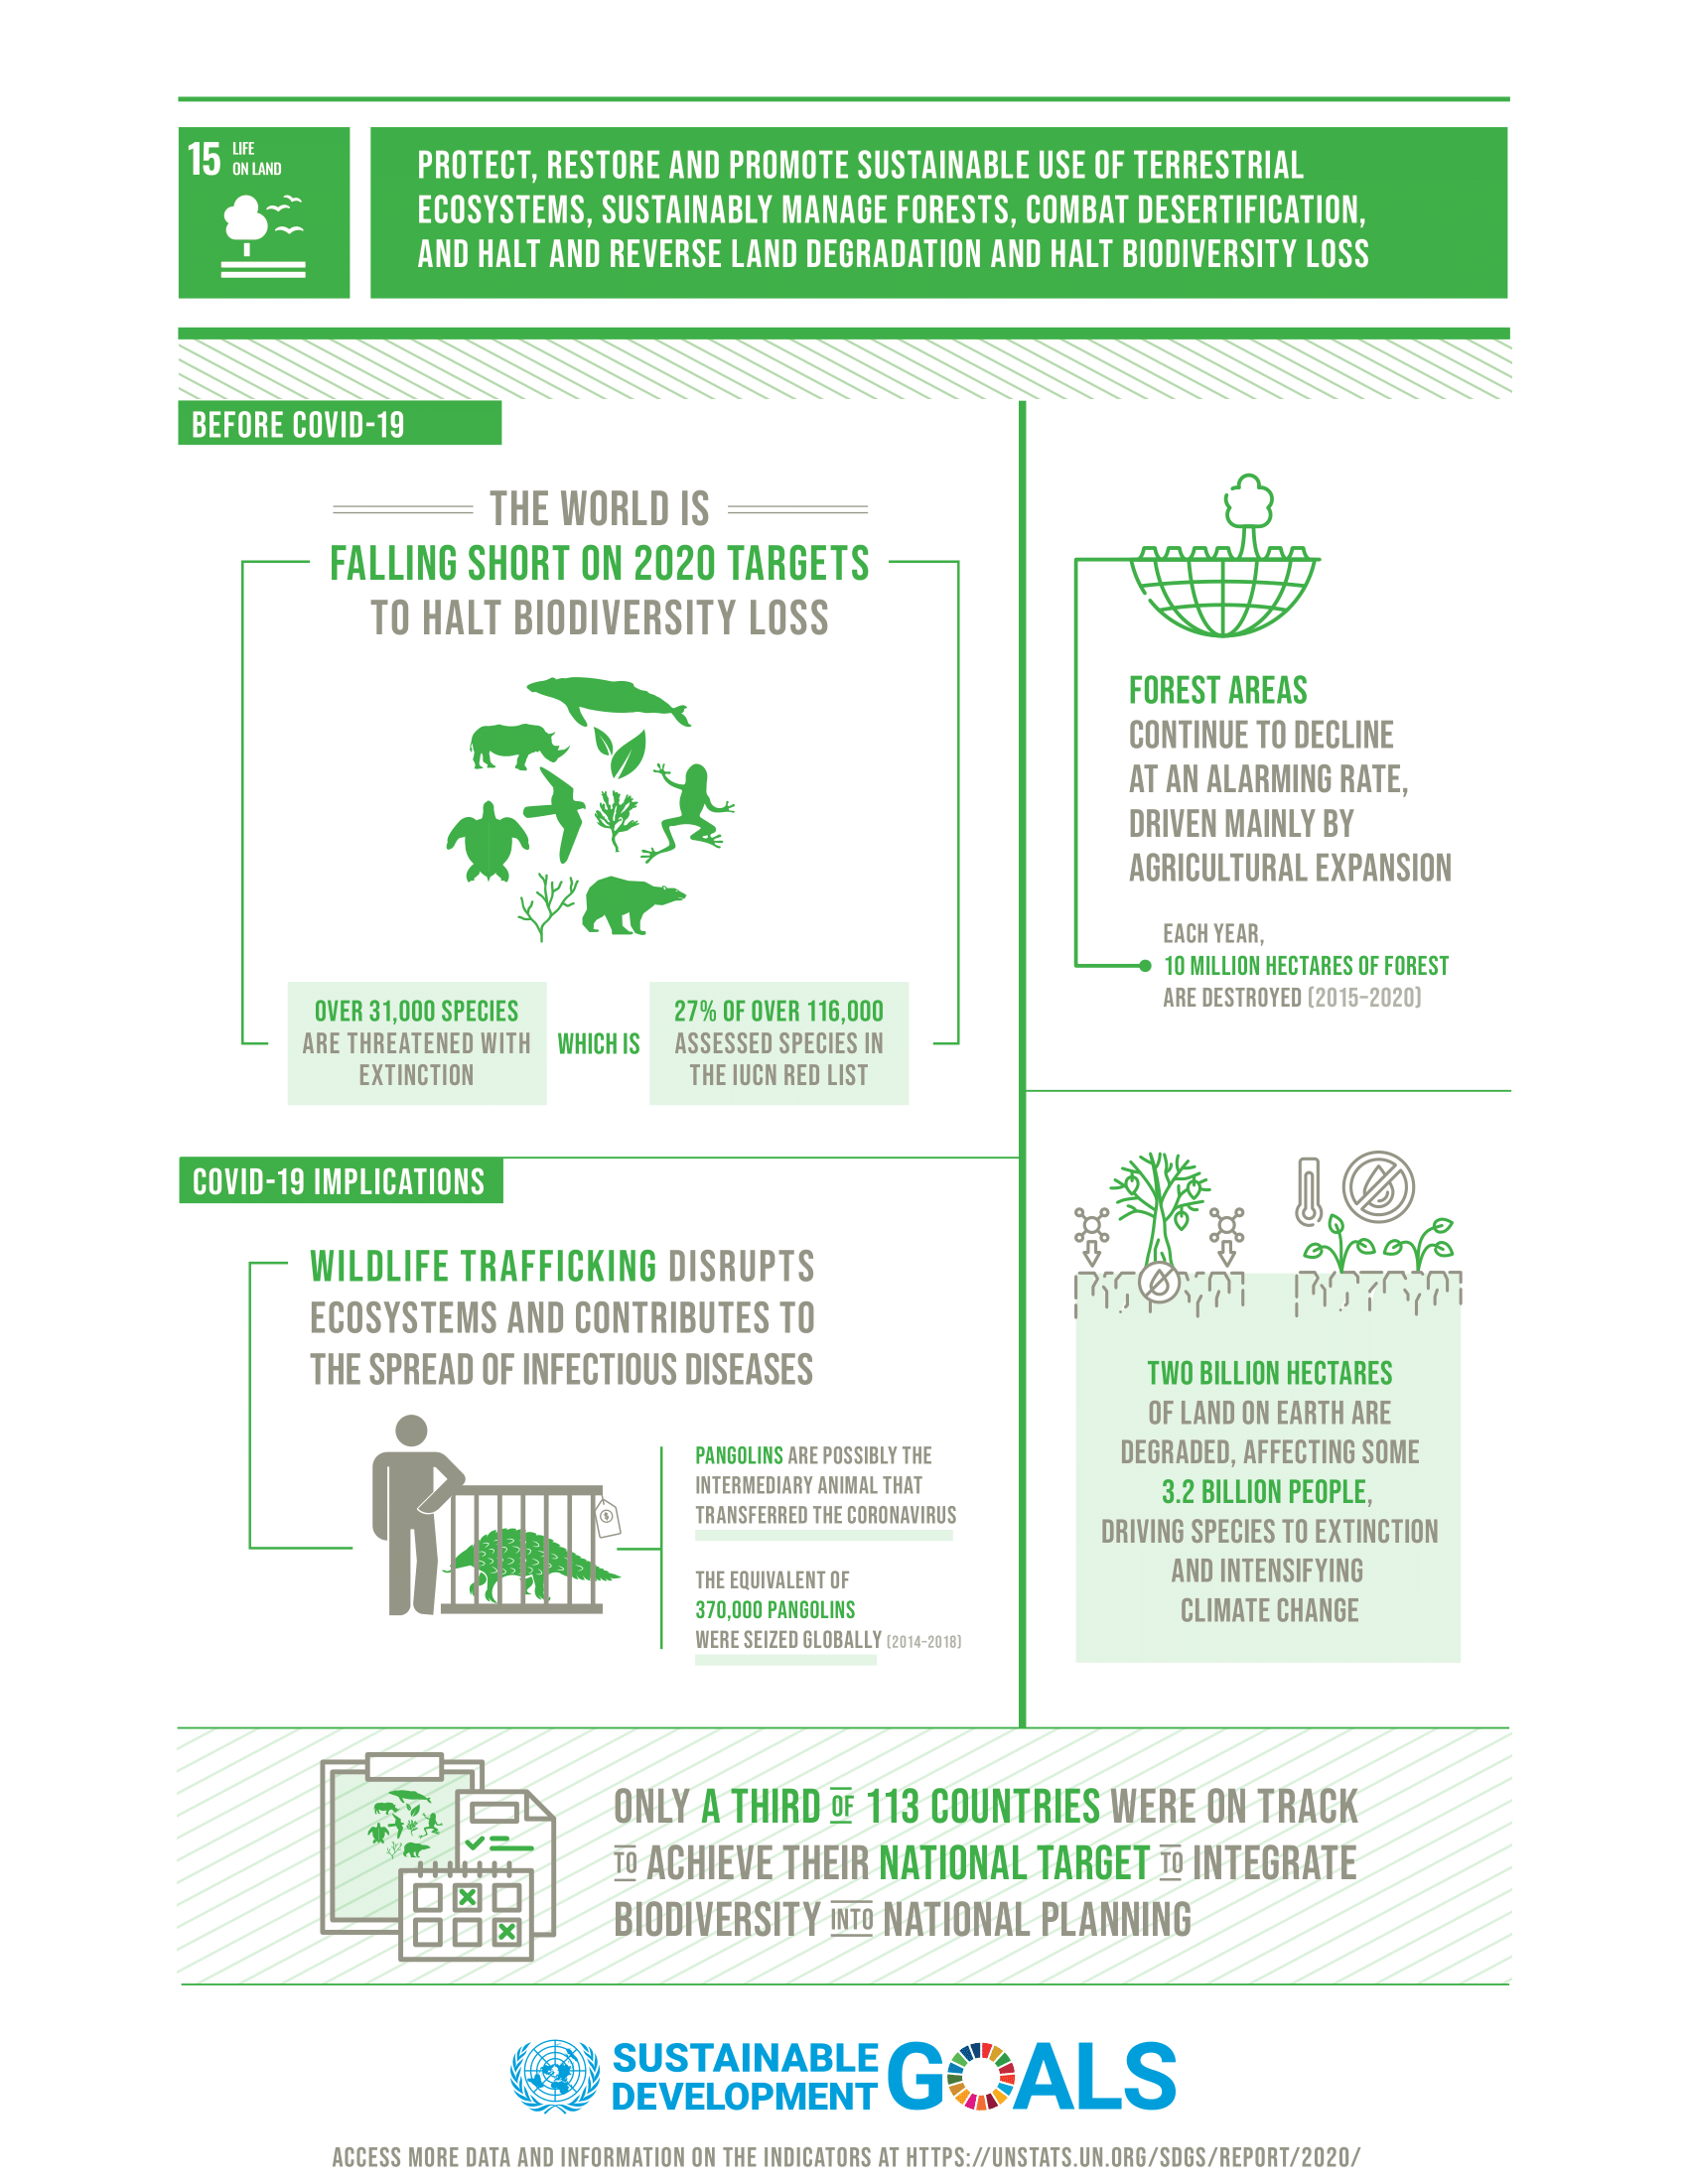 15 LIFE
ON LAND
PROTECT, RESTORE AND PROMOTE SUSTAINABLE USE OF TERRESTRIAL
ECOSYSTEMS, SUSTAINABLY MANAGE FORESTS, COMBAT DESERTIFICATION,
AND HALT AND REVERSE LAND DEGRADATION AND HALT BIODIVERSITY LOSS
BEFORE COVID-19
THE WORLD IS
FALLING SHORT ON 2020 TARGETS
TO HALT BIODIVERSITY LOSS
OVER 31,000 SPECIES
ARE THREATENED WITH
EXTINCTION
WHICH IS
27% OF OVER 116,000
ASSESSED SPECIES IN
THE IUCN RED LIST
FOREST AREAS
CONTINUE TO DECLINE
AT AN ALARMING RATE,
DRIVEN MAINLY BY
AGRICULTURAL EXPANSION
EACH YEAR,
10 MILLION HECTARES OF FOREST
ARE DESTROYED (2015-2020)
COVID-19 IMPLICATIONS
WILDLIFE TRAFFICKING DISRUPTS
ECOSYSTEMS AND CONTRIBUTES TO
THE SPREAD OF INFECTIOUS DISEASES
$
PANGOLINS ARE POSSIBLY THE
INTERMEDIARY ANIMAL THAT
TRANSFERRED THE CORONAVIRUS
THE EQUIVALENT OF
370,000 PANGOLINS
WERE SEIZED GLOBALLY (2014-2018)
TWO BILLION HECTARES
OF LAND ON EARTH ARE
DEGRADED, AFFECTING SOME
3.2 BILLION PEOPLE,
DRIVING SPECIES TO EXTINCTION
AND INTENSIFYING
CLIMATE CHANGE
ONLY A THIRD OF 113 COUNTRIES WERE ON TRACK
TO ACHIEVE THEIR NATIONAL TARGET TO INTEGRATE
BIODIVERSITY INTO NATIONAL PLANNING
SUSTAINABLE
DEVELOPMENT GOALS
ACCESS MORE DATA AND INFORMATION ON THE INDICATORS AT HTTPS://UNSTATS.UN.ORG/SDGS/REPORT/2020/